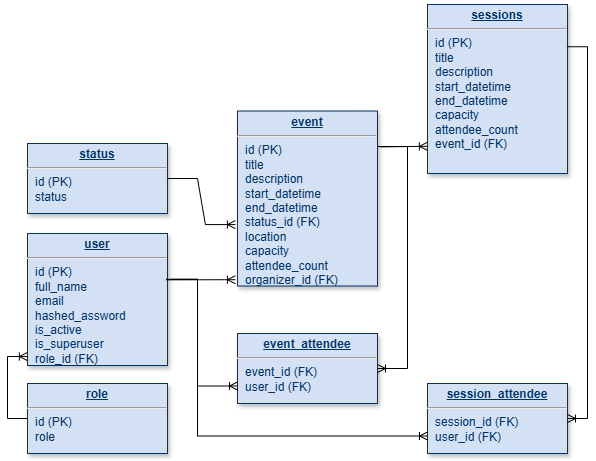 sessions
id (PK)
title
description
start_datetime
end_datetime
capacity
attendee_count
event_id (FK)
event
id (PK)
title
description
start_datetime
end_datetime
status_id (FK)
location
capacity
attendee_count
organizer_id (FK)
status
id (PK)
status
user
id (PK)
full_name
email
hashed_assword
is_active
is_superuser
role_id (FK)
event_attendee
event_id (FK)
user_id (FK)
role
id (PK)
role
session_attendee
session_id (FK)
user_id (FK)